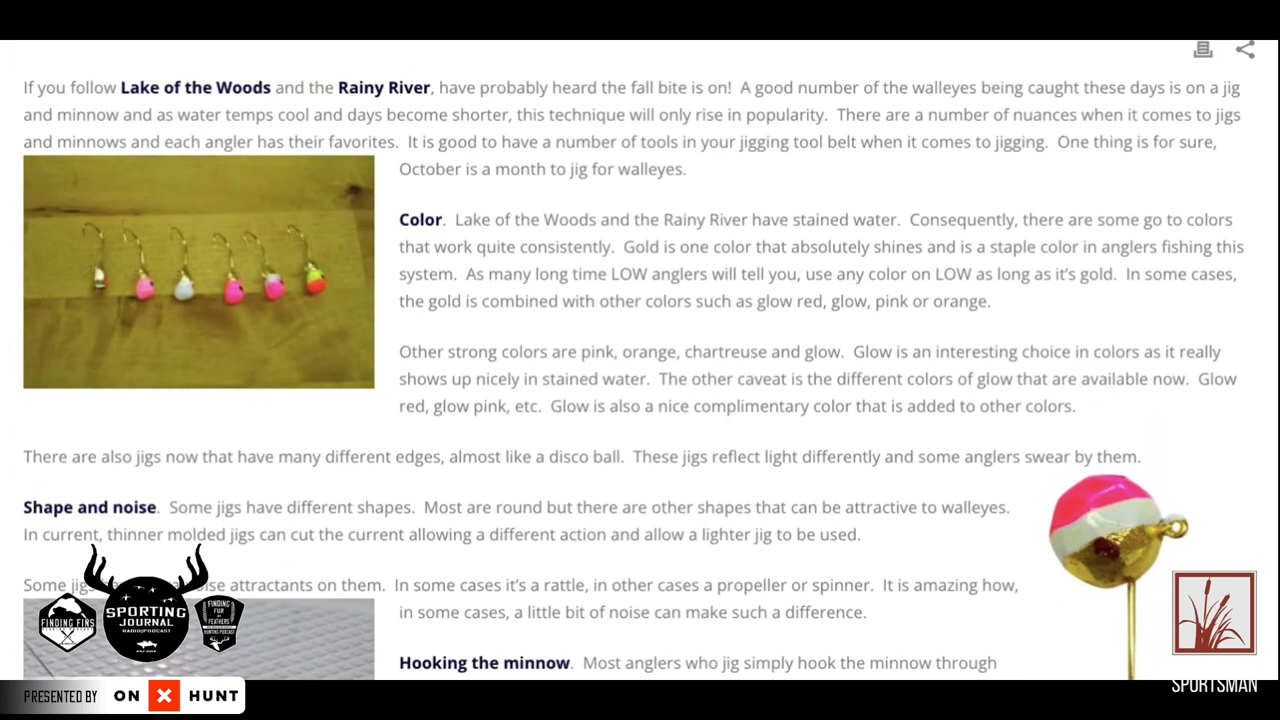 If you follow Lake of the Woods and the Rainy River, have probably heard the fall bite is on!  A good number of the walleyes being caught these days is on a jig
and minnow and as water temps cool and days become shorter, this technique will only rise in popularity.  There are a number of nuances when it comes to jigs
and minnows and each angler has their favorites.  It is good to have a number of tools in your jigging tool belt when it comes to jigging.  One thing is for sure,
October is a month to jig for walleyes.
Color.  Lake of the Woods and the Rainy River have stained water.  Consequently, there are some go to colors
that work quite consistently.  Gold is one color that absolutely shines and is a staple color in anglers fishing this
system.  As many long time LOW anglers will tell you, use any color on LOW as long as it's gold.  In some cases,
the gold is combined with other colors such as glow red, glow, pink or orange.
Other strong colors are pink, orange, chartreuse and glow.  Glow is an interesting choice in colors as it really
shows up nicely in stained water.  The other caveat is the different colors of glow that are available now.  Glow
red, glow pink, etc.  Glow is also a nice complimentary color that is added to other colors.
There are also jigs now that have many different edges, almost like a disco ball.  These jigs reflect light differently and some anglers swear by them.
Shape and noise.  Some jigs have different shapes.  Most are round but there are other shapes that can be attractive to walleyes.
In current, thinner molded jigs can cut the current allowing a different action and allow a lighter jig to be used.
Some attractants on them.  In some cases it's a rattle, in other cases a propeller or spinner.  It is amazing how,
in some cases, a little bit of noise can make such a difference.
Hooking the minnow.  Most anglers who jig simply hook the minnow through
FINDING FINS
SPORTING
JOURNAL
RADIO|PODCAST
FINDING
FUR
FEATHERS
HUNTING PODCAST
PRESENTED BY ON X HUNT
SPORTSMAN